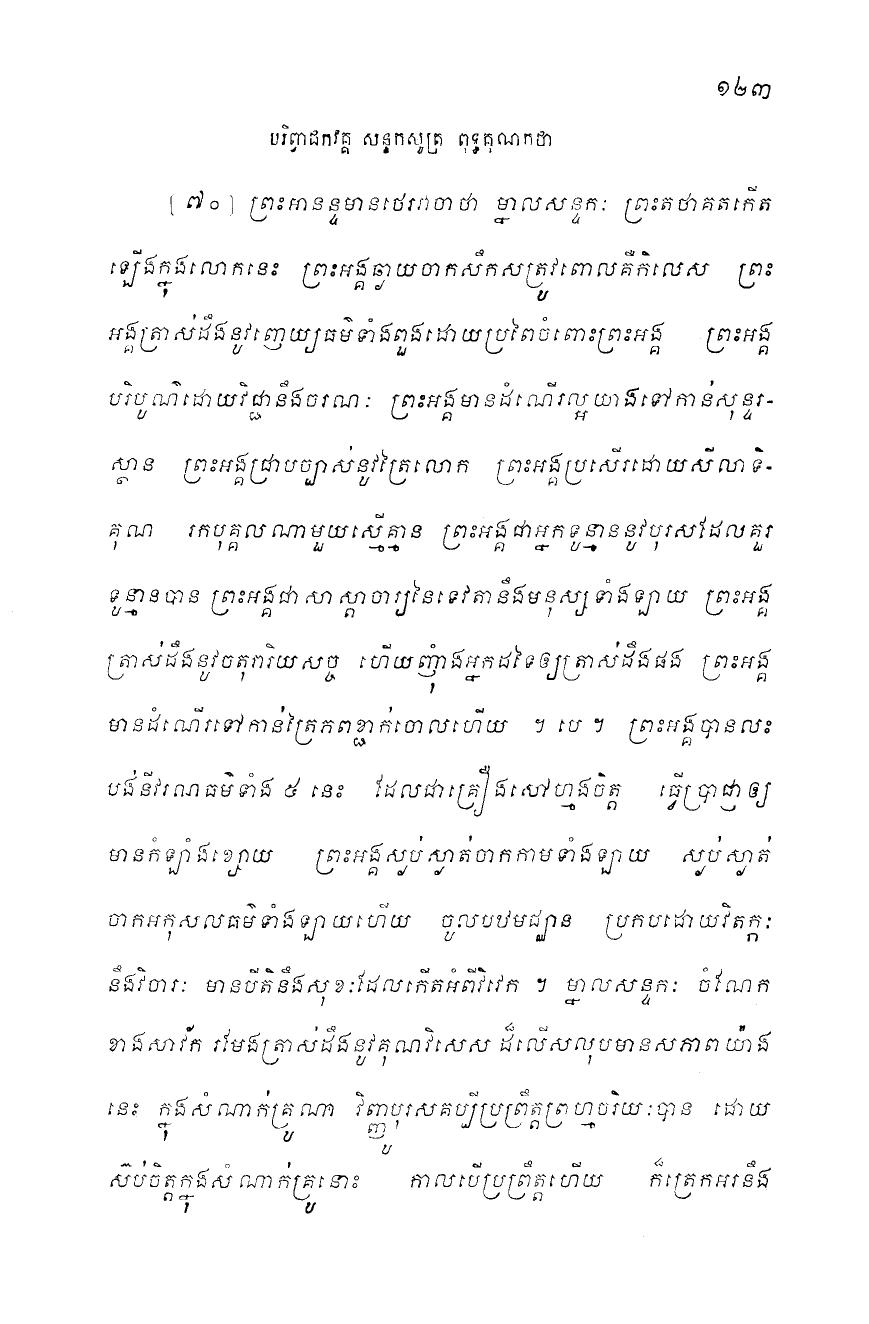 ១២៣
បរិព្វាជកវគ្គ សន្ទកសូត្រ ពុទ្ធគុណកថា
[៧០] ព្រះអានន្ទមានថេរវាចាថា ម្នាលសន្ទកៈ ព្រះតថាគតកើត
ឡើងក្នុងលោកនេះ ព្រះអង្គឆ្ងាយចាកសឹកសត្រូវពោលគឺកិលេស ព្រះ
អង្គត្រាស់ដឹងនូវញេយ្យធម៌ទាំងពួងដោយប្រពៃចំពោះព្រះអង្គ ព្រះអង្គ
បរិបូណ៌ដោយវិជ្ជានឹងចរណៈ ព្រះអង្គមានដំណើរល្អយាងទៅកាន់សុន្ទរ-
ស្ថាន ព្រះអង្គជ្រាបច្បាស់នូវត្រៃលោក ព្រះអង្គប្រសើរដោយសីលាទិ-
គុណ រកបុគ្គលណាមួយស្មើគ្មាន ព្រះអង្គជាអ្នកទូន្មាននូវបុរសដែលគួរ
ទូន្មានបាន ព្រះអង្គជាសាស្តាចារ្យនៃទេវតានឹងមនុស្សទាំងឡាយ ព្រះអង្គ
ត្រាស់ដឹងនូវចតុរារិយសច្ច ហើយញុំាងអ្នកដទៃឲ្យត្រាស់ដឹងផង ព្រះអង្គ
មានដំណើរទៅកាន់ត្រៃភពខ្ជាក់ចោលហើយ ។ បេ ។ ព្រះអង្គបានលះ
បង់នីវរណធម៌ទាំង ៥ នេះ ដែលជាគ្រឿងសៅហ្មងចិត្ត ធ្វើប្រាជ្ញាឲ្យ
មានកំឡាំងខ្សោយ ព្រះអង្គស្ងប់ស្ងាត់ចាកកាមទាំងឡាយ ស្ងប់ស្ងាត់
ចាកអកុសលធម៌ទាំងឡាយហើយ ចូលបឋមជ្ឈាន ប្រកបដោយវិតក្កៈ
នឹងវិចារៈ មានបីតិនឹងសុខៈដែលកើតអំពីវិវេក ។ ម្នាលសន្ទកៈ ចំណែក
ខាងសាវ័ក រមែងត្រាស់ដឹងនូវគុណវិសេស ដ៏លើសលុបមានសភាពយ៉ាង
នេះ ក្នុងសំណាក់គ្រូណា វិញ្ញូបុរសគប្បីប្រព្រឹត្តព្រហ្មចរិយៈបាន ដោយ
ស៊ប់ចិត្តក្នុងសំណាក់គ្រូនោះ កាលបើប្រព្រឹត្តហើយ ក៏ត្រេកអរនឹង